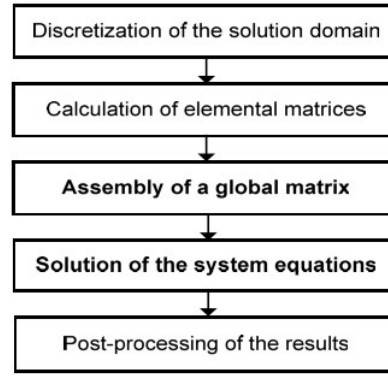 Discretization of the solution domain
Calculation of elemental matrices
Assembly of a global matrix
Solution of the system equations
Post-processing of the results